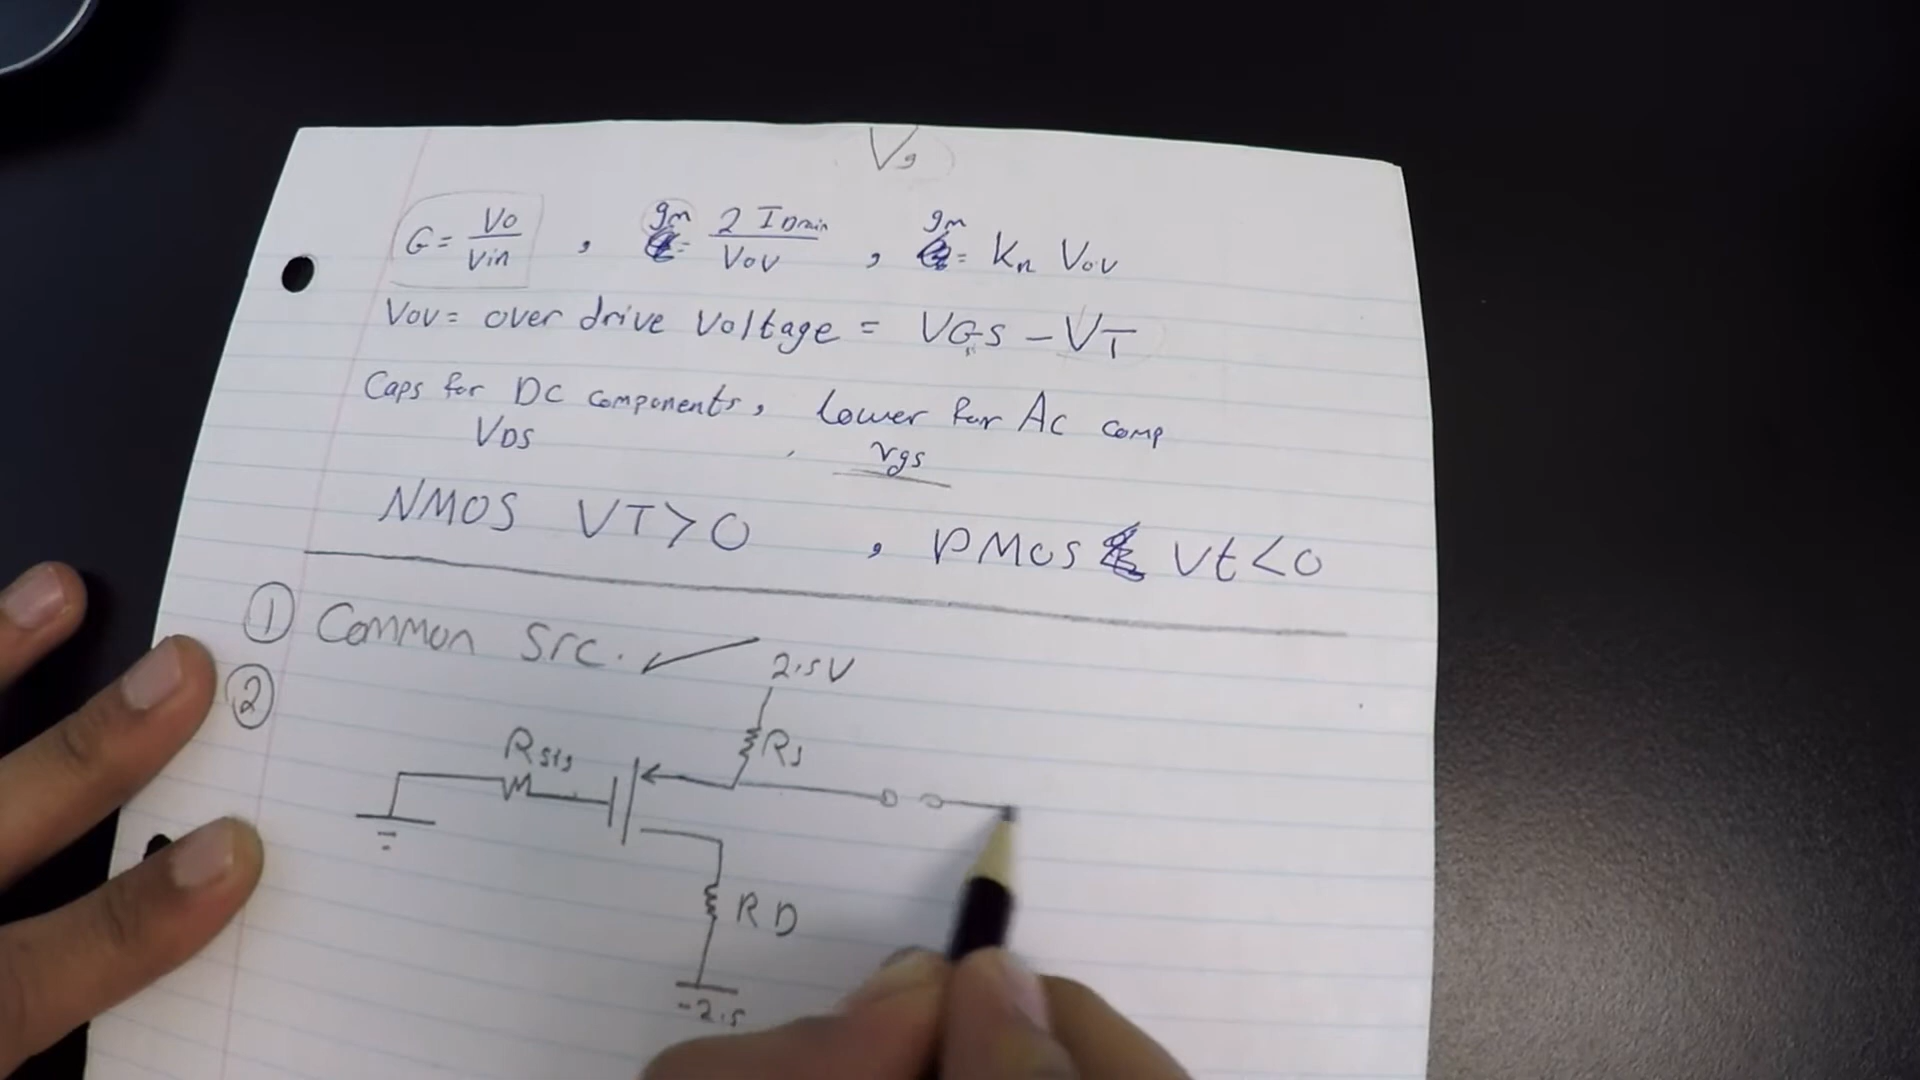 Vg
G = Vo/Vin , gm = 2 IDrain/Vov , gm = Kn Vov
Vov = over drive Voltage = VGS - VT
Caps for DC components, lower for Ac comp
VDS vgs
NMOS VT>0 , PMOS Vt<0
① Common Src.
2.5V
②
Rsig
RS
RD
-2.5